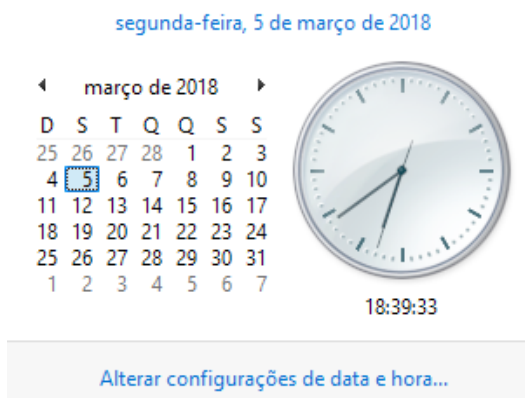 segunda-feira, 5 de março de 2018
março de 2018
D S T Q Q S S
25 26 27 28 1 2 3
4 5 6 7 8 9 10
11 12 13 14 15 16 17
18 19 20 21 22 23 24
25 26 27 28 29 30 31
1 2 3 4 5 6 7
18:39:33
Alterar configurações de data e hora...